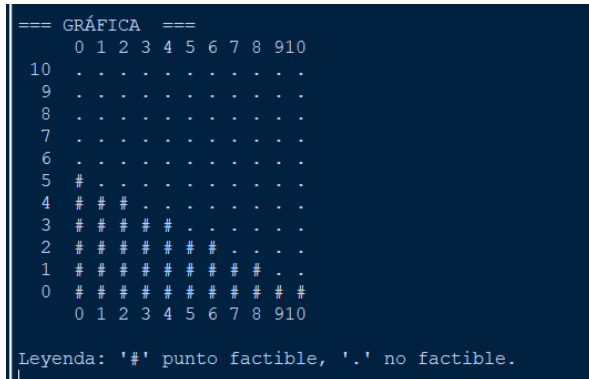 === GRÁFICA  ===
     0 1 2 3 4 5 6 7 8 910
 10  . . . . . . . . . . .
  9  . . . . . . . . . . .
  8  . . . . . . . . . . .
  7  . . . . . . . . . . .
  6  . . . . . . . . . . .
  5  # . . . . . . . . . .
  4  # # # . . . . . . . .
  3  # # # # # . . . . . .
  2  # # # # # # # . . . .
  1  # # # # # # # # # . .
  0  # # # # # # # # # # #
     0 1 2 3 4 5 6 7 8 910
Leyenda: '#' punto factible, '.' no factible.